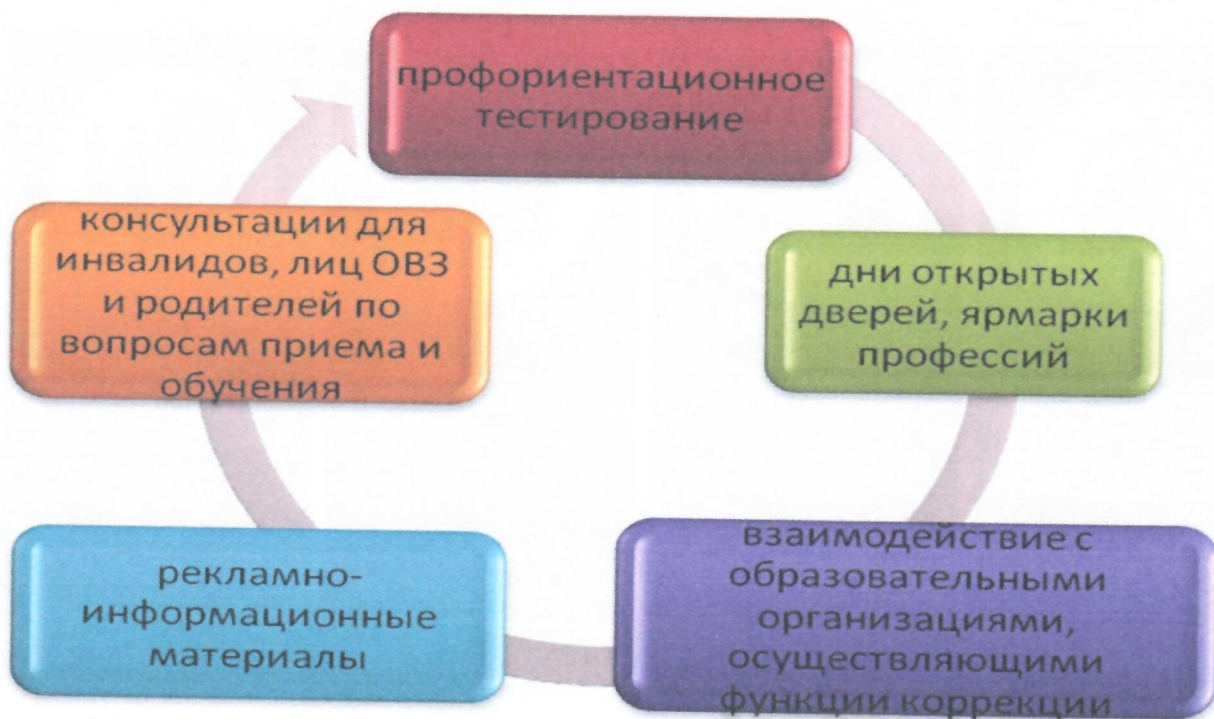 профориентационное
тестирование
дни открытых
дверей, ярмарки
профессий
взаимодействие с
образовательными
организациями,
осуществляющими
функции коррекции
рекламно-
информационные
материалы
консультации для
инвалидов, лиц ОВЗ
и родителей по
вопросам приема и
обучения